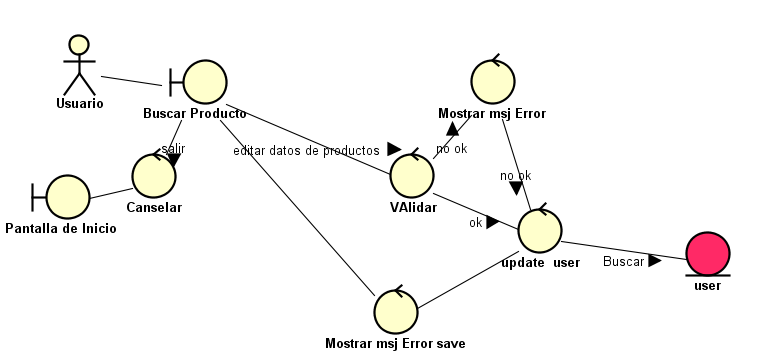 Usuario
Buscar Producto
Mostrar msj Error
salir
editar datos de productos
no ok
no ok
Canselar
VAlidar
Pantalla de Inicio
ok
Buscar
update user
user
Mostrar msj Error save